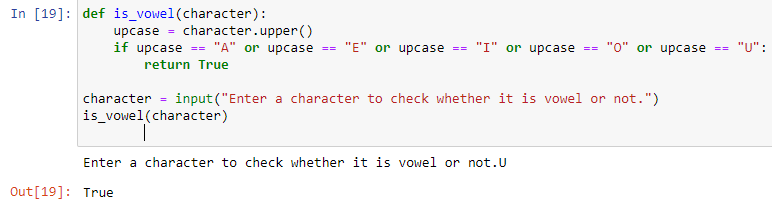 In [19]: def is_vowel(character):
    upcase = character.upper()
    if upcase == "A" or upcase == "E" or upcase == "I" or upcase == "O" or upcase == "U":
        return True
character = input("Enter a character to check whether it is vowel or not.")
is_vowel(character)
Enter a character to check whether it is vowel or not.U
Out[19]: True